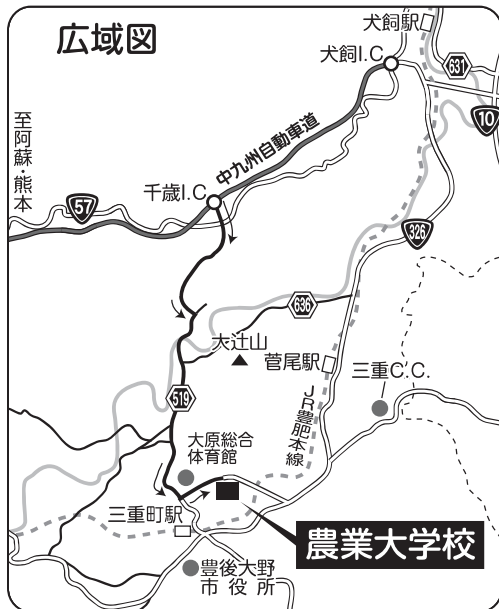 広域図
犬飼駅
犬飼I.C
631
10
中九州自動車道
至阿蘇・熊本
千歳I.C
57
326
636
大辻山
菅尾駅
三重C.C.
519
JR豊肥本線
大原総合
体育館
三重町駅
農業大学校
豊後大野
市役所